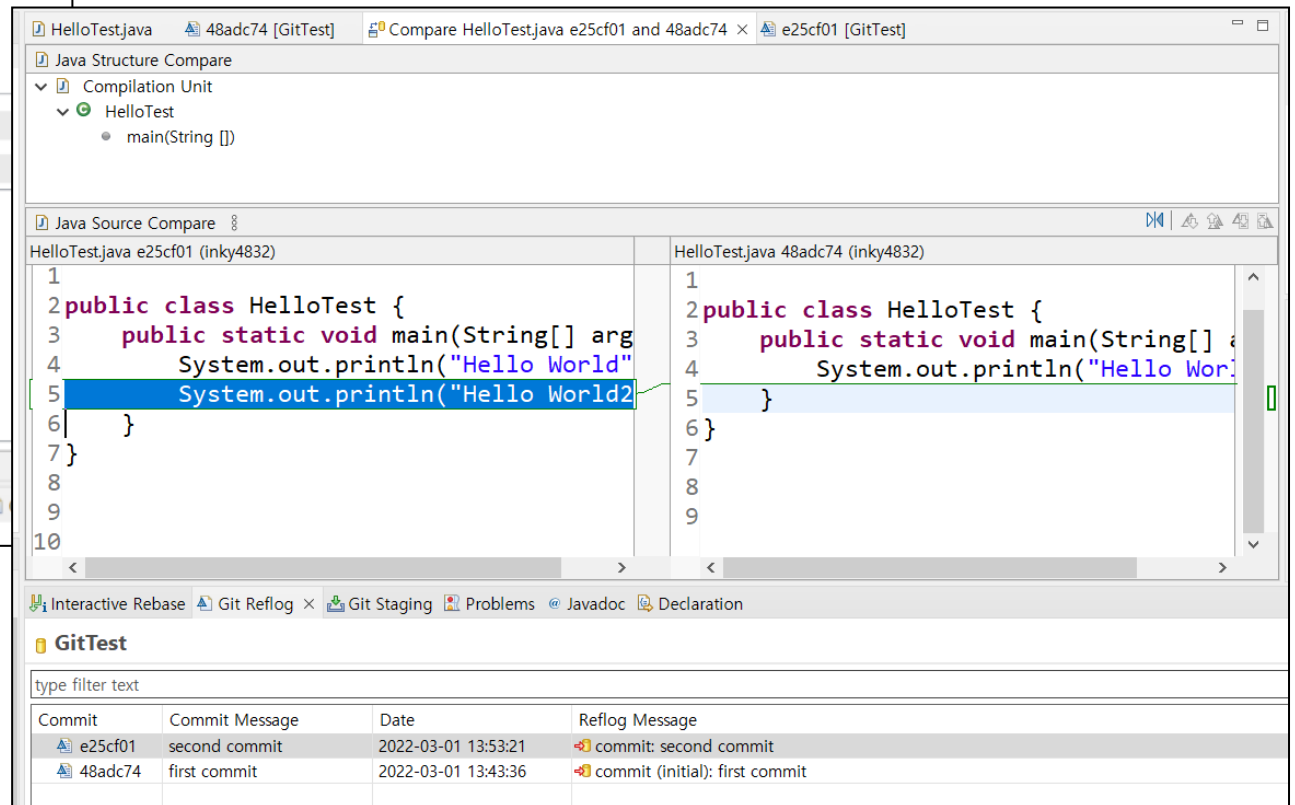 HelloTest.java 48adc74 [GitTest] Compare HelloTest.java e25cf01 and 48adc74 e25cf01 [GitTest]
Java Structure Compare
Compilation Unit
HelloTest
main(String [])
Java Source Compare
HelloTest.java e25cf01 (inky4832)
1
2 public class HelloTest {
3 public static void main(String[] arg
4 System.out.println("Hello World"
5 System.out.println("Hello World2
6 }
7 }
8
9
10
HelloTest.java 48adc74 (inky4832)
1
2 public class HelloTest {
3 public static void main(String[] a
4 System.out.println("Hello Worl
5 }
6 }
7
8
9
Interactive Rebase Git Reflog Git Staging Problems @ Javadoc Declaration
GitTest
type filter text
Commit Commit Message Date Reflog Message
e25cf01 second commit 2022-03-01 13:53:21 commit: second commit
48adc74 first commit 2022-03-01 13:43:36 commit (initial): first commit